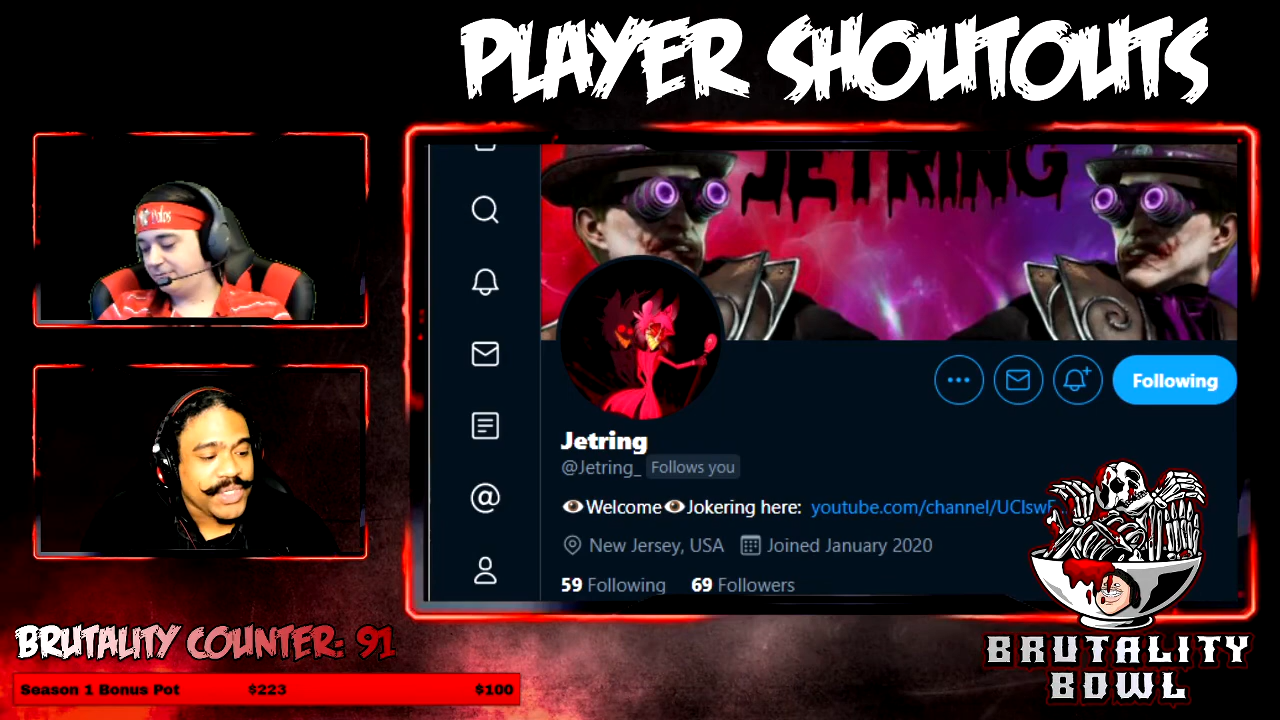 PLAYER SHOUTOUTS
JETRING
Following
Jetring
@Jetring_ Follows you
Welcome Jokering here: youtube.com/channel/UCIswF
New Jersey, USA Joined January 2020
59 Following 69 Followers
BRUTALITY COUNTER: 91
Season 1 Bonus Pot $223 $100
BRUTALITY
BOWL